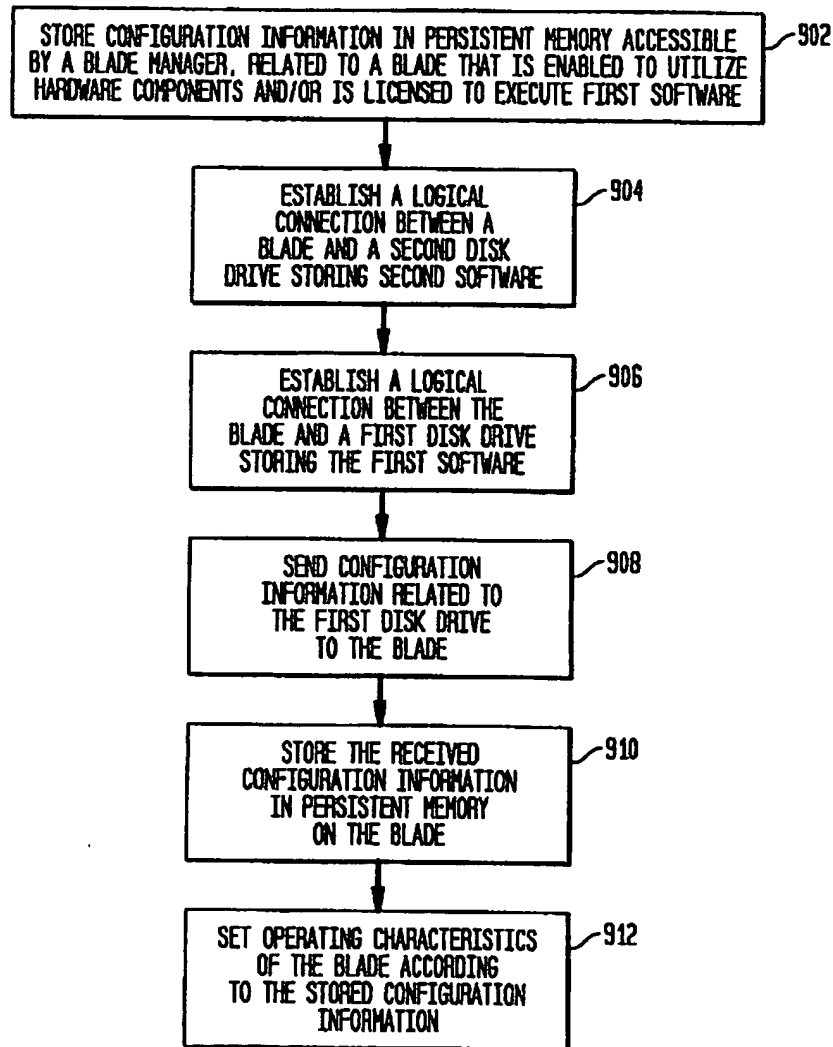 STORE CONFIGURATION INFORMATION IN PERSISTENT MEMORY ACCESSIBLE
BY A BLADE MANAGER, RELATED TO A BLADE THAT IS ENABLED TO UTILIZE
HARDWARE COMPONENTS AND/OR IS LICENSED TO EXECUTE FIRST SOFTWARE
902
ESTABLISH A LOGICAL
CONNECTION BETWEEN A
BLADE AND A SECOND DISK
DRIVE STORING SECOND SOFTWARE
904
ESTABLISH A LOGICAL
CONNECTION BETWEEN THE
BLADE AND A FIRST DISK DRIVE
STORING THE FIRST SOFTWARE
906
SEND CONFIGURATION
INFORMATION RELATED TO
THE FIRST DISK DRIVE
TO THE BLADE
908
STORE THE RECEIVED
CONFIGURATION INFORMATION
IN PERSISTENT MEMORY
ON THE BLADE
910
SET OPERATING CHARACTERISTICS
OF THE BLADE ACCORDING
TO THE STORED CONFIGURATION
INFORMATION
912